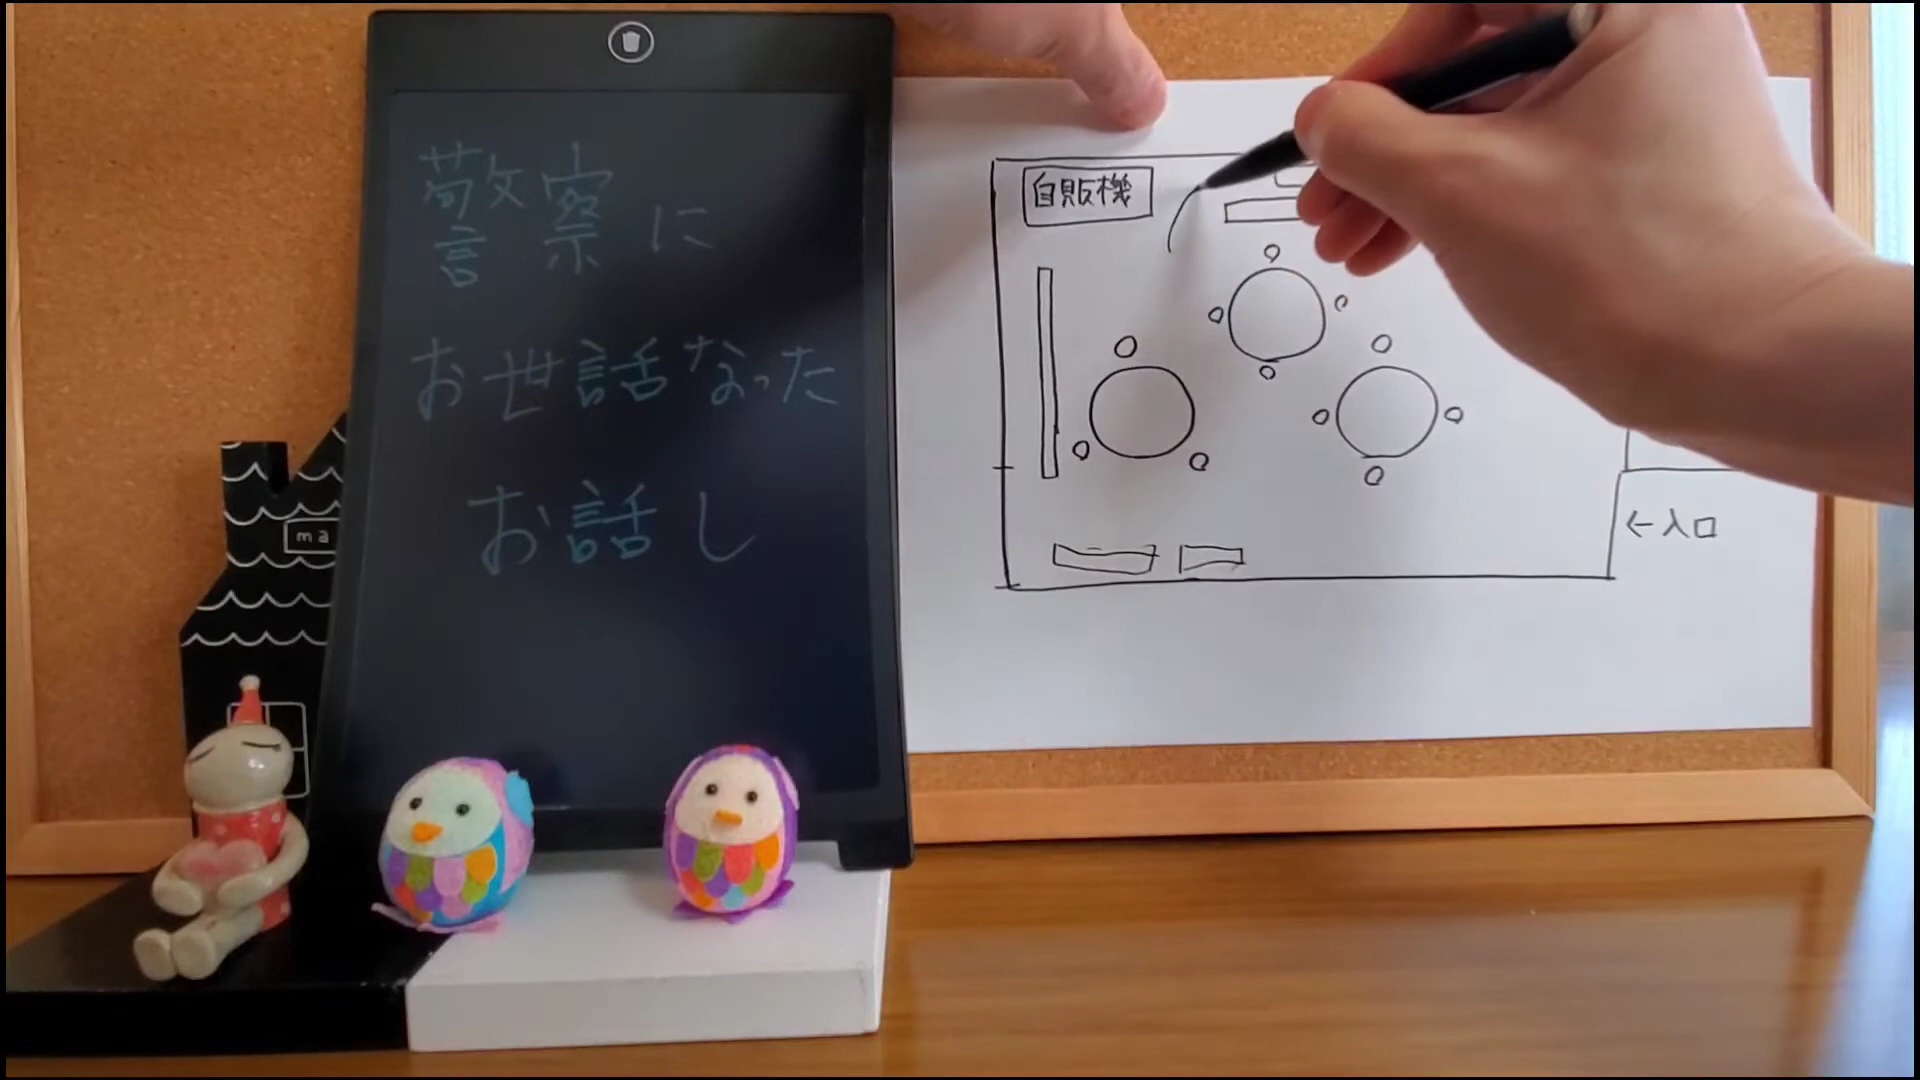 警察に
お世話なった
お話し
自販機
←入口
ma